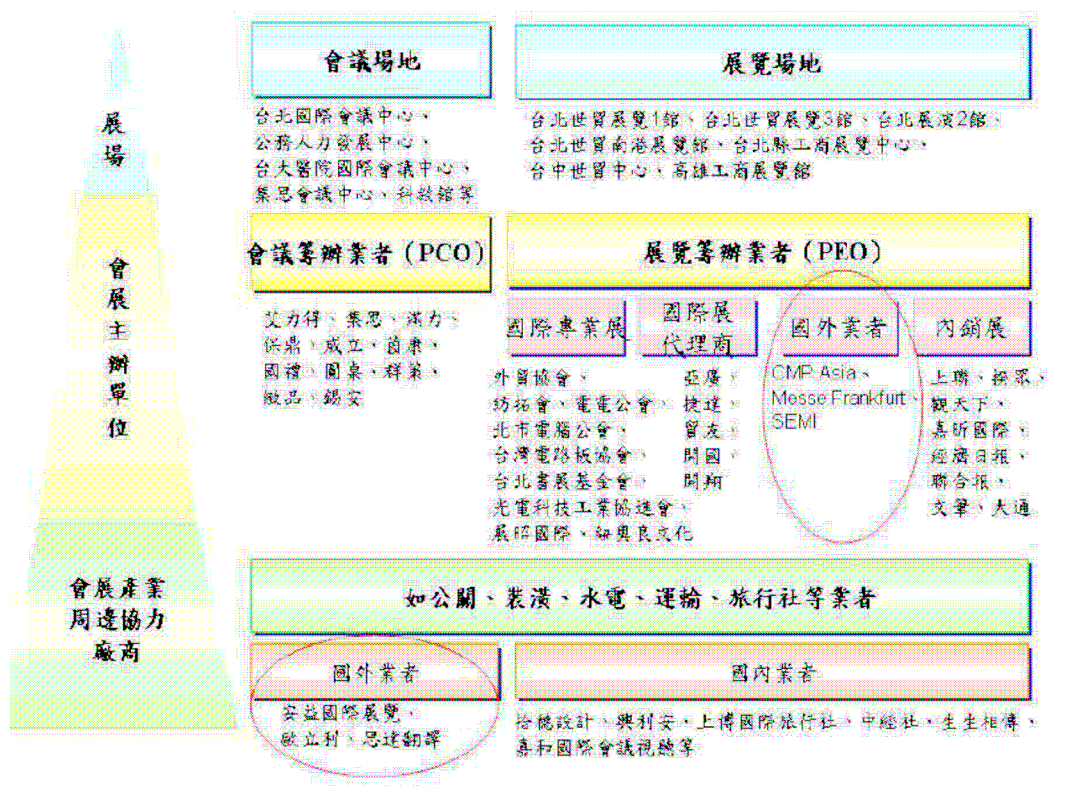 展場
會議場地
展覽場地
台北國際會議中心、
公務人力發展中心、
台大醫院國際會議中心、
集思會議中心、科教館等
台北世貿展覽1館、台北世貿展覽3館、台北展演2館、
台北世貿南港展覽館、台北縣工商展覽中心、
台中世貿中心、高雄工商展覽館
會展主辦單位
會議籌辦業者（PCO）
展覽籌辦業者（PEO）
艾力得、集思、滿力、
保鼎、成立、茵康、
國禮、圓桌、群策、
緻品、錫安
國際專業展
外貿協會、
紡拓會、電電公會、
北市電腦公會、
台灣電路板協會、
台北書展基金會、
光電科技工業協進會、
展昭國際、紐奧良文化
國際展
代理商
亞廣、
捷達、
貿友、
開國、
開翔
國外業者
CMP Asia、
Messe Frankfurt、
SEMI
內銷展
上聯、揆眾、
觀天下、
嘉昕國際、
經濟日報、
聯合報、
文筆、大通
會展產業
周邊協力
廠商
如公關、裝潢、水電、運輸、旅行社等業者
國外業者
安益國際展覽、
歐立利、思達翻譯
國內業者
設計、興利安、上博國際旅行社、中經社、生生相傳、
嘉和國際會議視聽等